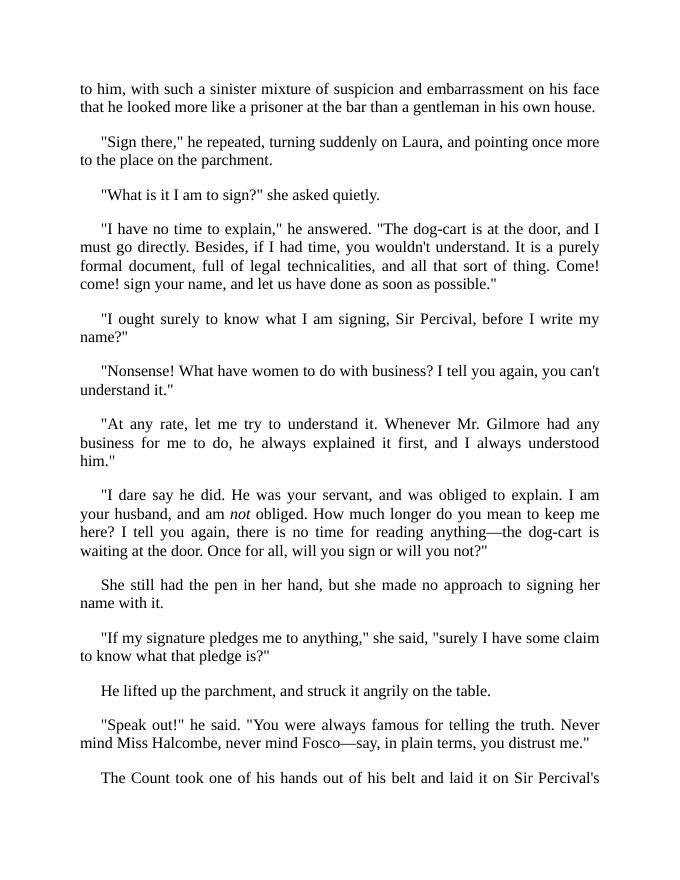 to him, with such a sinister mixture of suspicion and embarrassment on his face
that he looked more like a prisoner at the bar than a gentleman in his own house.
"Sign there," he repeated, turning suddenly on Laura, and pointing once more
to the place on the parchment.
"What is it I am to sign?" she asked quietly.
"I have no time to explain," he answered. "The dog-cart is at the door, and I
must go directly. Besides, if I had time, you wouldn't understand. It is a purely
formal document, full of legal technicalities, and all that sort of thing. Come!
come! sign your name, and let us have done as soon as possible."
"I ought surely to know what I am signing, Sir Percival, before I write my
name?"
"Nonsense! What have women to do with business? I tell you again, you can't
understand it."
"At any rate, let me try to understand it. Whenever Mr. Gilmore had any
business for me to do, he always explained it first, and I always understood
him."
"I dare say he did. He was your servant, and was obliged to explain. I am
your husband, and am not obliged. How much longer do you mean to keep me
here? I tell you again, there is no time for reading anything—the dog-cart is
waiting at the door. Once for all, will you sign or will you not?"
She still had the pen in her hand, but she made no approach to signing her
name with it.
"If my signature pledges me to anything," she said, "surely I have some claim
to know what that pledge is?"
He lifted up the parchment, and struck it angrily on the table.
"Speak out!" he said. "You were always famous for telling the truth. Never
mind Miss Halcombe, never mind Fosco—say, in plain terms, you distrust me."
The Count took one of his hands out of his belt and laid it on Sir Percival's